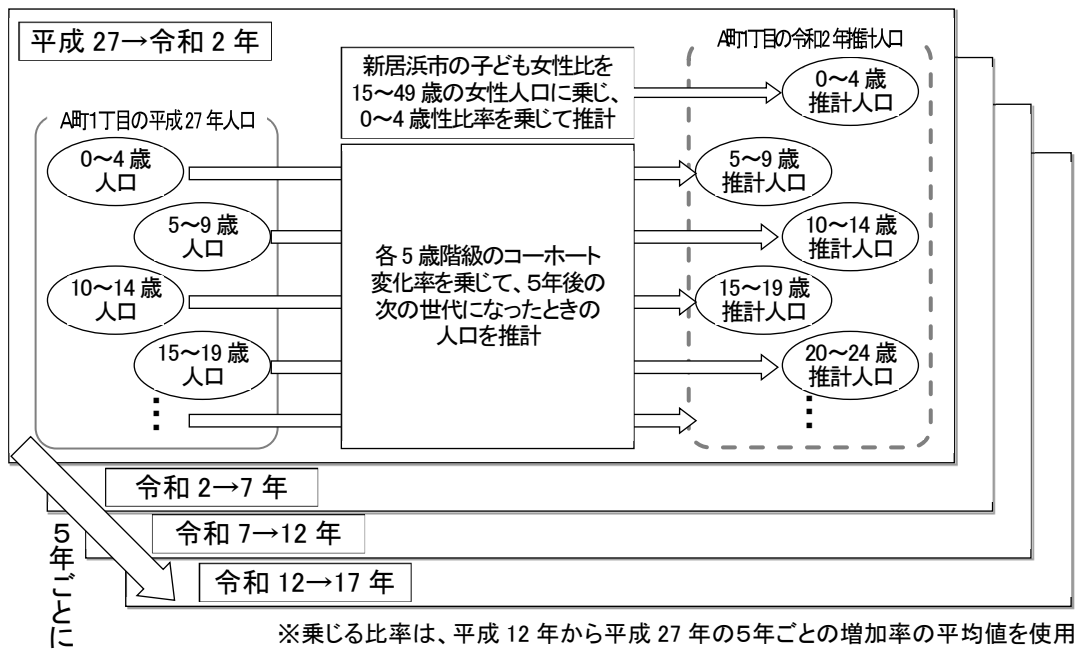 平成 27→令和 2 年
A町1丁目の平成 27 年人口
0～4 歳
人口
5～9 歳
人口
10～14 歳
人口
15～19 歳
人口
⋮
新居浜市の子ども女性比を
15～49 歳の女性人口に乗じ、
0～4 歳性比率を乗じて推計
各 5 歳階級のコーホート
変化率を乗じて、５年後の
次の世代になったときの
人口を推計
A町1丁目の令和2年推計人口
0～4 歳
推計人口
5～9 歳
推計人口
10～14 歳
推計人口
15～19 歳
推計人口
20～24 歳
推計人口
⋮
令和 2→7 年
令和 7→12 年
令和 12→17 年
５年ごとに
※乗じる比率は、平成 12 年から平成 27 年の５年ごとの増加率の平均値を使用